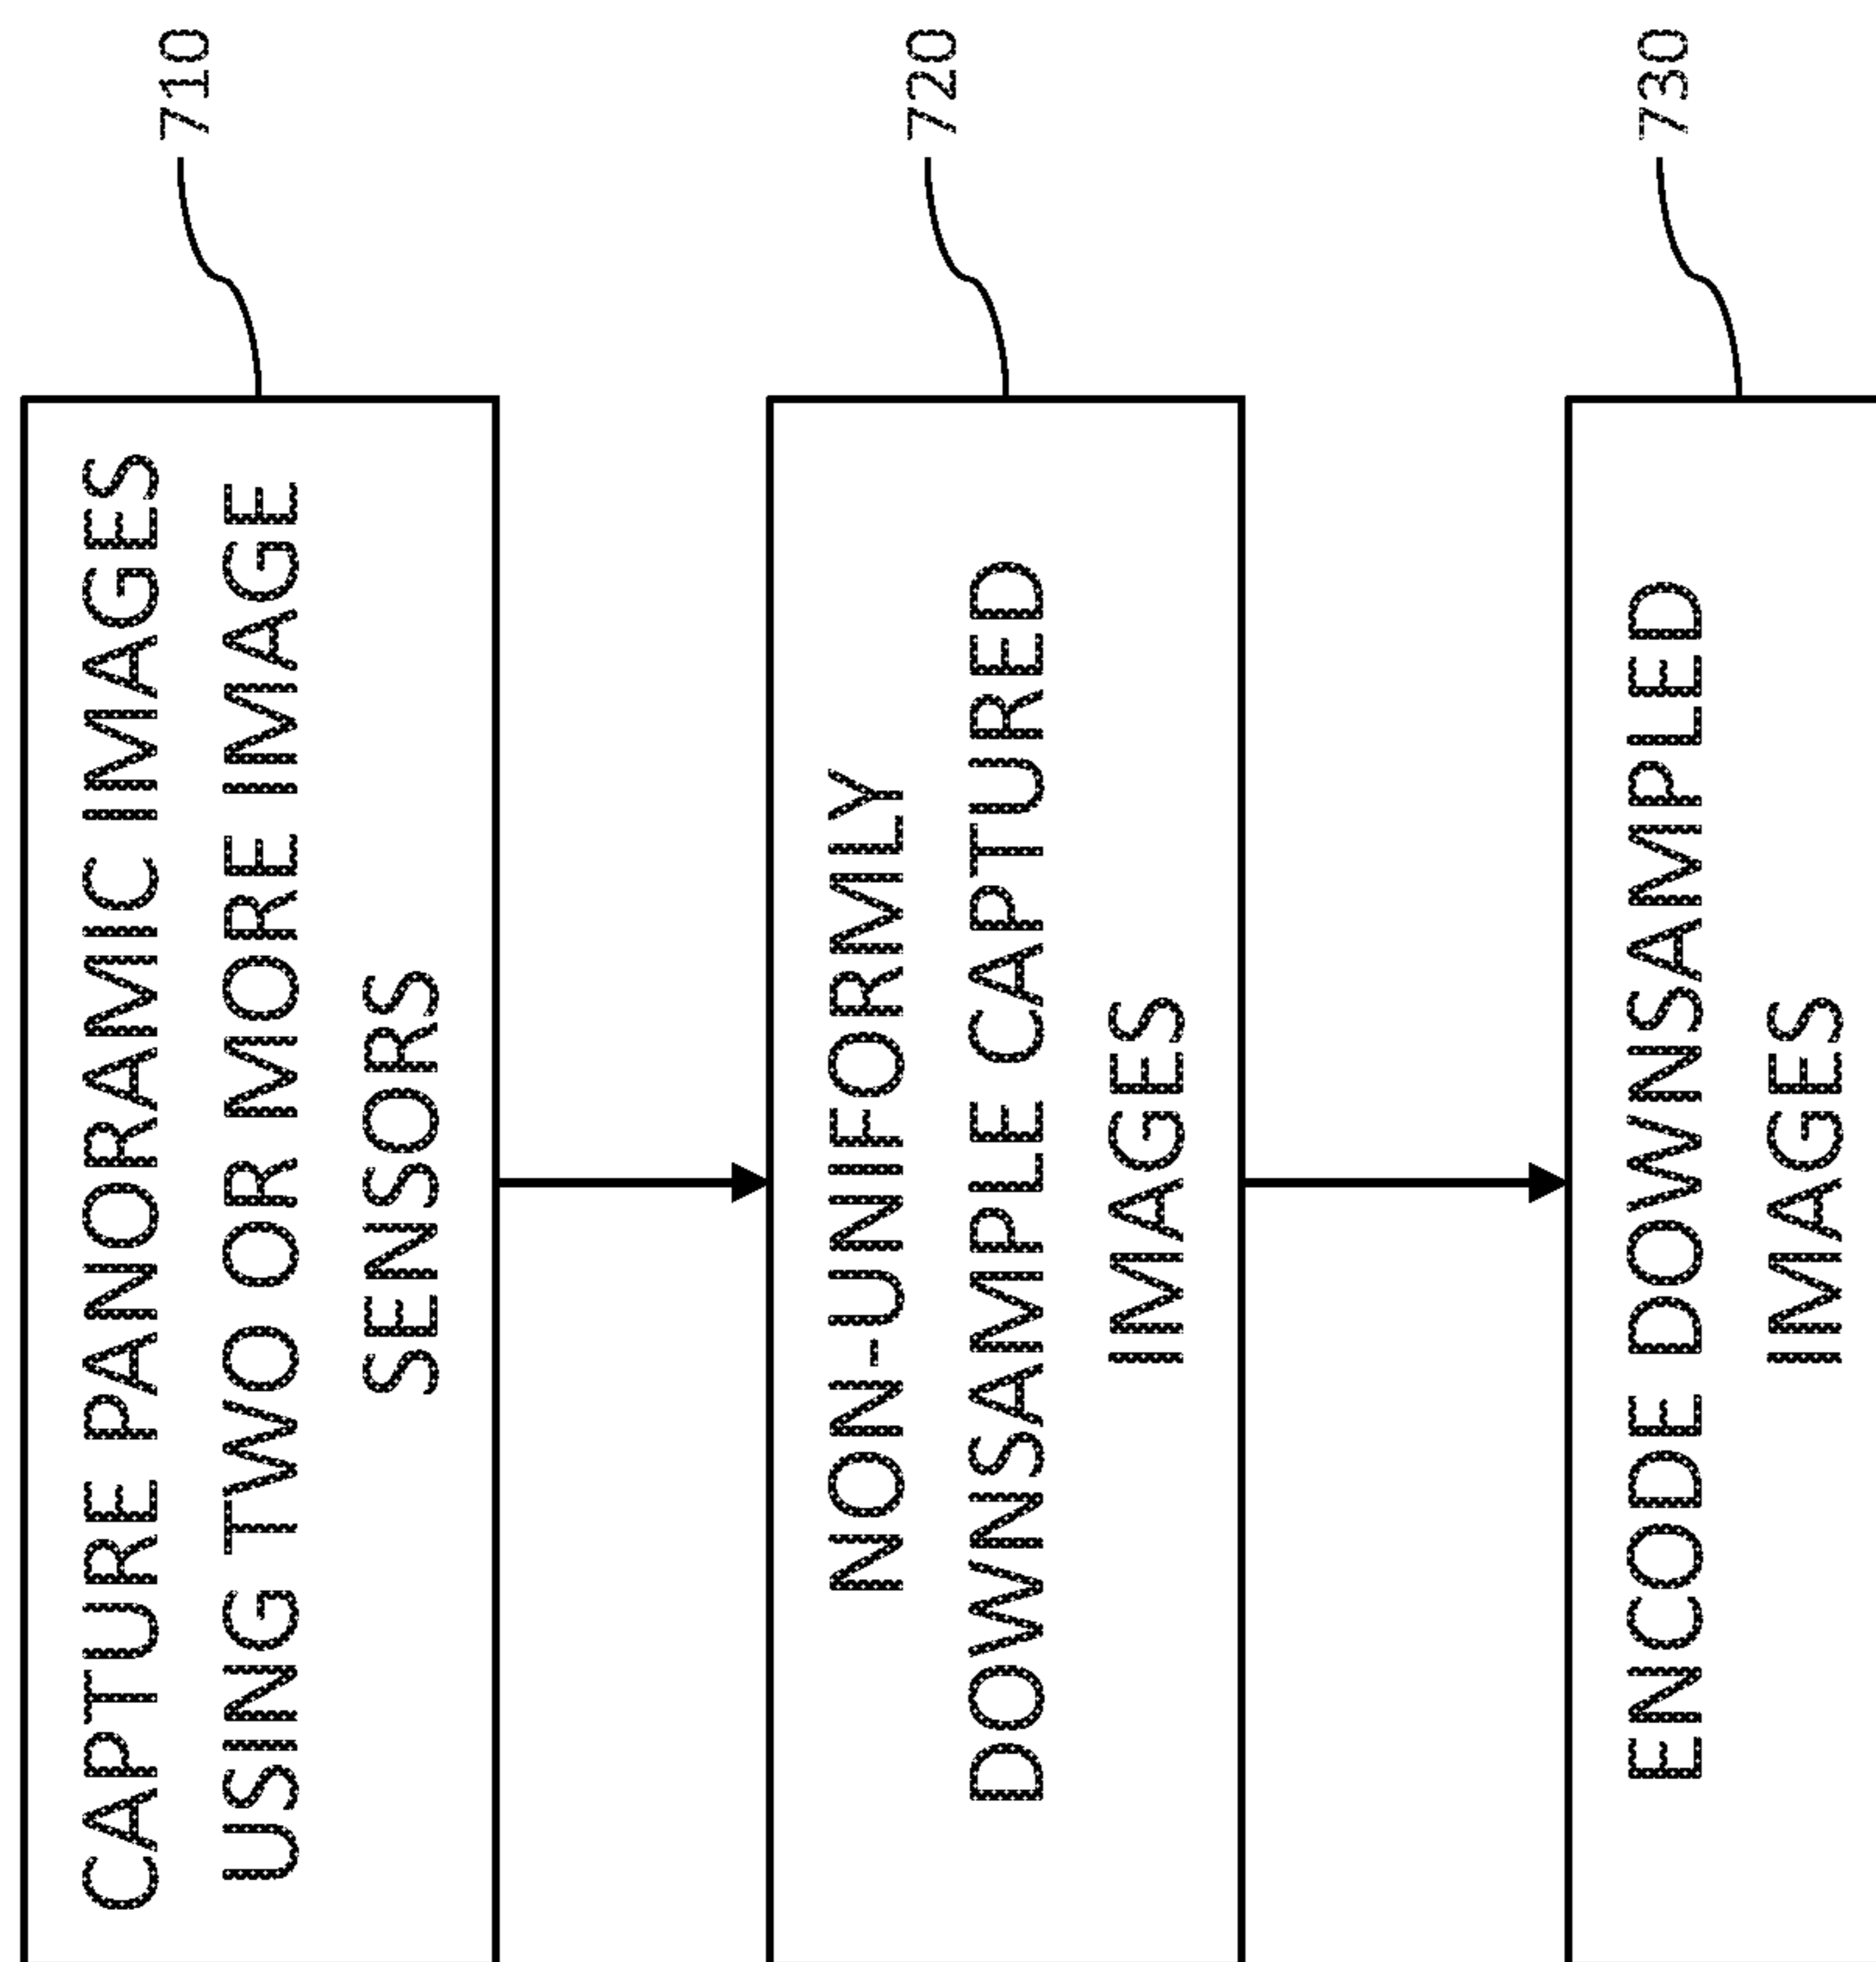 CAPTURE PANORAMIC IMAGES
USING TWO OR MORE IMAGE
SENSORS
710
NON-UNIFORMLY
DOWNSAMPLE CAPTURED
IMAGES
720
ENCODE DOWNSAMPLED
IMAGES
730